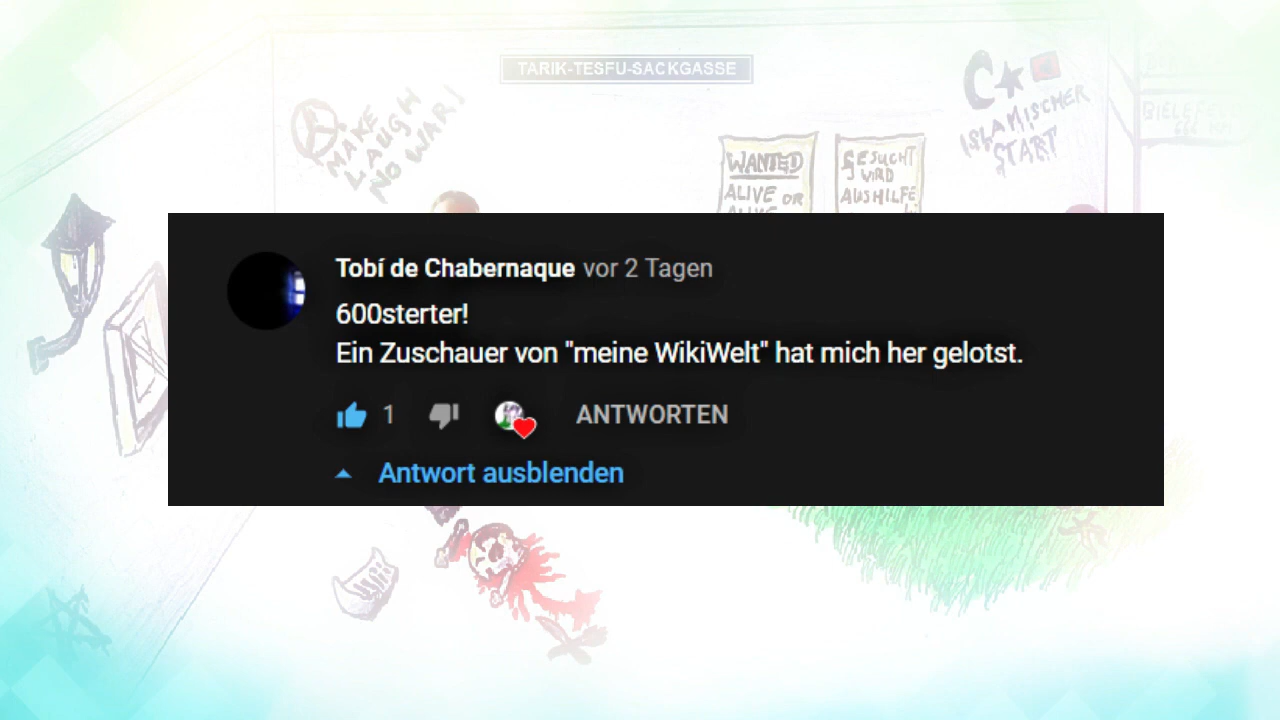 TARIK-TESFU-SACKGASSE
MAKE
LAUGH
NO WAR!
WANTED
ALIVE OR
GESUCHT
WIRD
AUSHILFE
ISLAMISCHER
START
BIELEFELD
Tobí de Chabernaque vor 2 Tagen
600sterter!
Ein Zuschauer von "meine WikiWelt" hat mich her gelotst.
1
ANTWORTEN
Antwort ausblenden